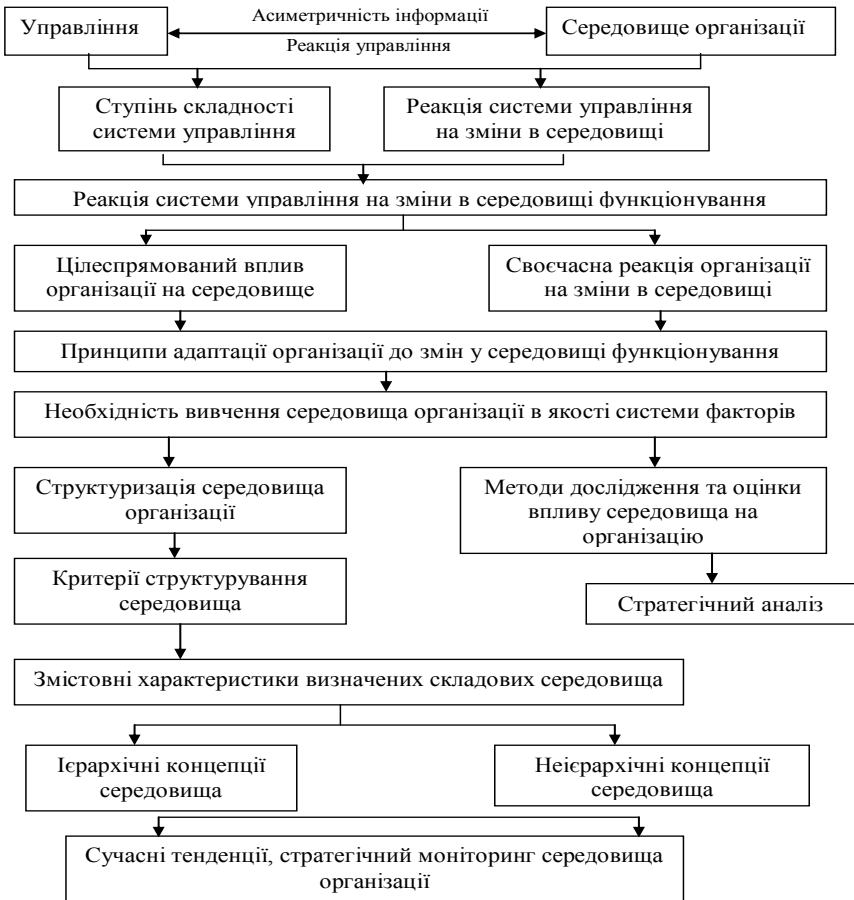 Управління
Асиметричність інформації
Реакція управління
Середовище організації
Ступінь складності
системи управління
Реакція системи управління
на зміни в середовищі
Реакція системи управління на зміни в середовищі функціонування
Цілеспрямований вплив
організації на середовище
Своєчасна реакція організації
на зміни в середовищі
Принципи адаптації організації до змін у середовищі функціонування
Необхідність вивчення середовища організації в якості системи факторів
Структуризація середовища
організації
Методи дослідження та оцінки
впливу середовища на
організацію
Критерії структурування
середовища
Стратегічний аналіз
Змістовні характеристики визначених складових середовища
Ієрархічні концепції
середовища
Неієрархічні концепції
середовища
Сучасні тенденції, стратегічний моніторинг середовища
організації